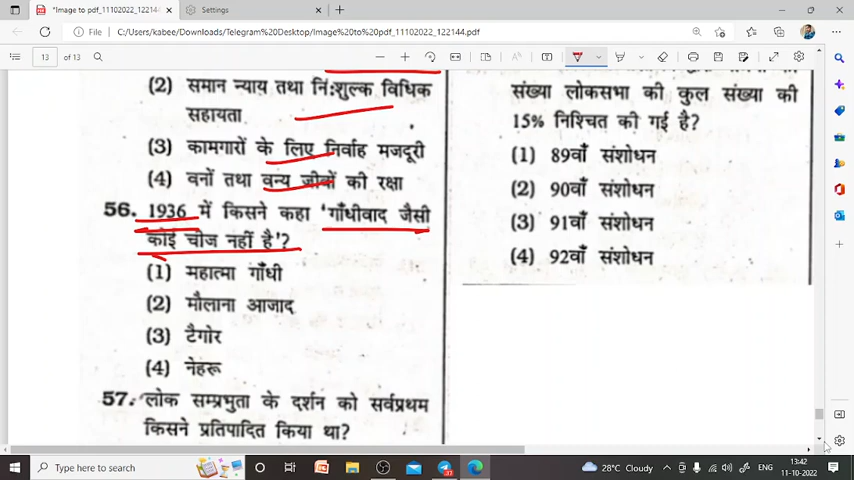 *Image to pdf_11102022_122144
Settings
File
C:/Users/kabee/Downloads/Telegram%20Desktop/Image%20to%20pdf_11102022_122144.pdf
13 of 13
(2) समान न्याय तथा नि:शुल्क विधिक
सहायता
(3) कामगारों के लिए निर्वाह मजदूरी
(4) वनों तथा वन्य जीवों की रक्षा
56. 1936 में किसने कहा 'गाँधीवाद जैसी
कोई चीज नहीं है'?
(1) महात्मा गाँधी
(2) मौलाना आजाद
(3) टैगोर
(4) नेहरू
57. लोक सम्प्रभुता के दर्शन को सर्वप्रथम
किसने प्रतिपादित किया था?
संख्या लोकसभा की कुल संख्या की
15% निश्चित की गई है?
(1) 89वाँ संशोधन
(2) 90वाँ संशोधन
(3) 91वाँ संशोधन
(4) 92वाँ संशोधन
Type here to search
37
28°C Cloudy
ENG
13:42
11-10-2022